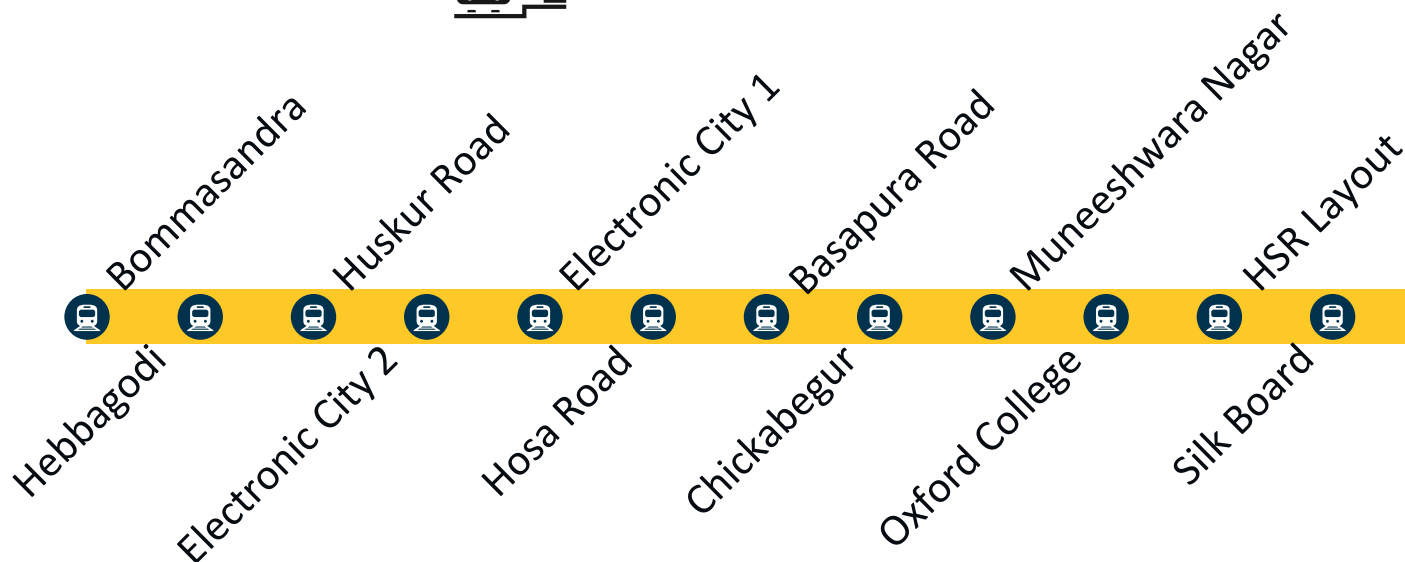 Bommasandra
Hebbagodi
Huskur Road
Electronic City 2
Electronic City 1
Hosa Road
Basapura Road
Chickabegur
Muneeshwara Nagar
Oxford College
HSR Layout
Silk Board